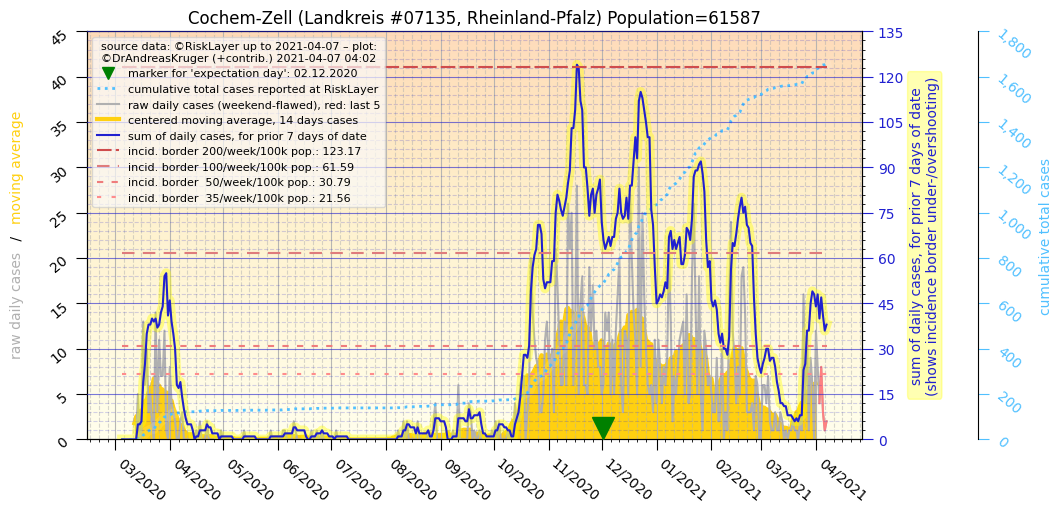 Cochem-Zell (Landkreis #07135, Rheinland-Pfalz) Population=61587
source data: ©RiskLayer up to 2021-04-07 – plot:
©DrAndreasKruger (+contrib.) 2021-04-07 04:02
marker for 'expectation day': 02.12.2020
cumulative total cases reported at RiskLayer
raw daily cases (weekend-flawed), red: last 5
centered moving average, 14 days cases
sum of daily cases, for prior 7 days of date
incid. border 200/week/100k pop.: 123.17
incid. border 100/week/100k pop.: 61.59
incid. border  50/week/100k pop.: 30.79
incid. border  35/week/100k pop.: 21.56
raw daily cases  /  moving average
45
40
35
30
25
20
15
10
5
0
03/2020
04/2020
05/2020
06/2020
07/2020
08/2020
09/2020
10/2020
11/2020
12/2020
01/2021
02/2021
03/2021
04/2021
135
120
105
90
75
60
45
30
15
0
sum of daily cases, for prior 7 days of date
(shows incidence border under-/overshooting)
1,800
1,600
1,400
1,200
1,000
800
600
400
200
0
cumulative total cases